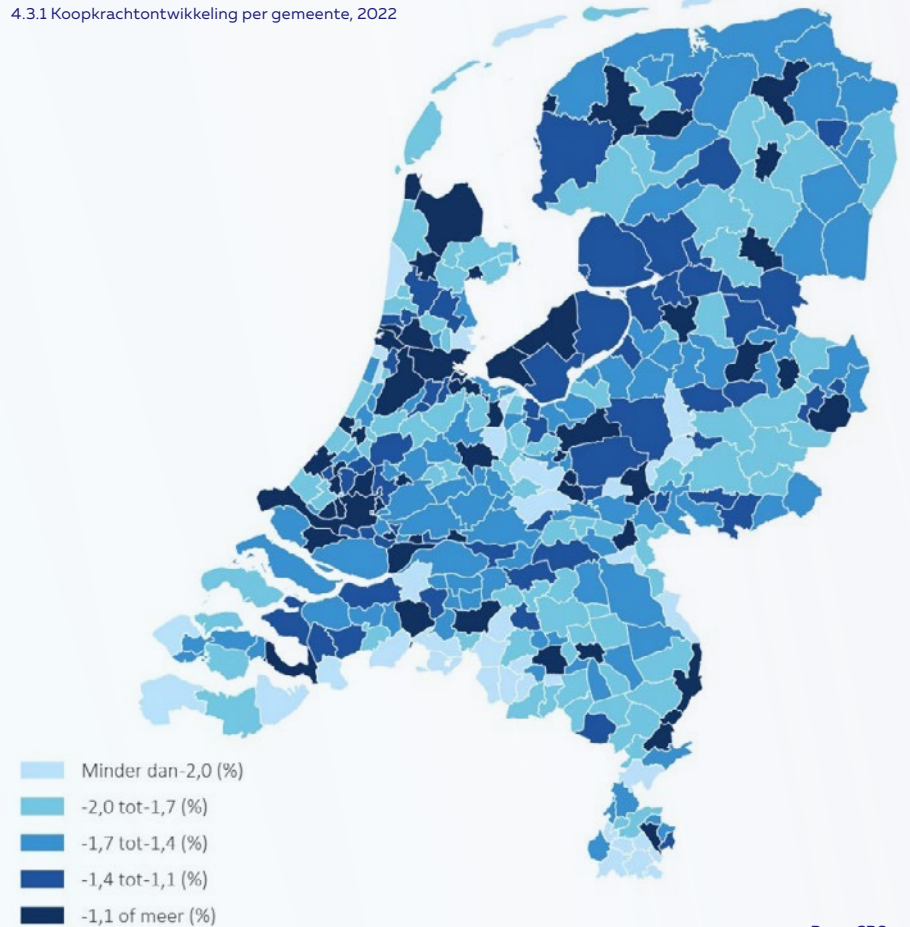 4.3.1 Koopkrachtontwikkeling per gemeente, 2022
Minder dan-2,0 (%)
-2,0 tot-1,7 (%)
-1,7 tot-1,4 (%)
-1,4 tot-1,1 (%)
-1,1 of meer (%)